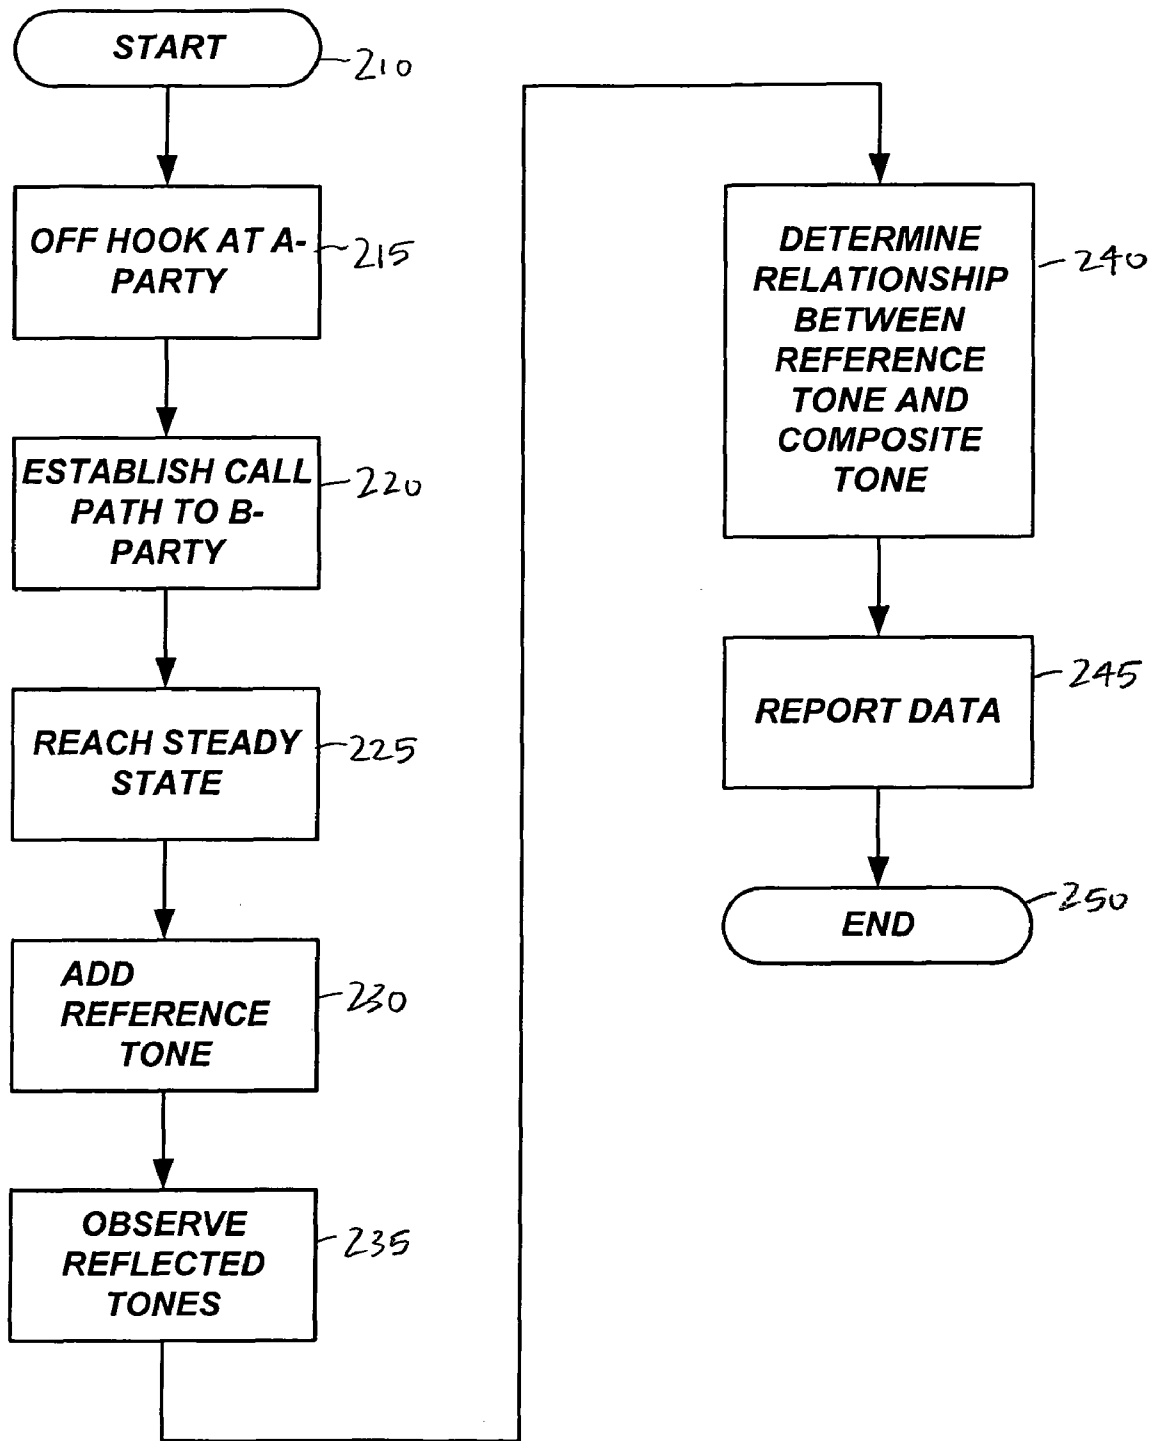 START
210
OFF HOOK AT A-
PARTY
215
ESTABLISH CALL
PATH TO B-
PARTY
220
REACH STEADY
STATE
225
ADD
REFERENCE
TONE
230
OBSERVE
REFLECTED
TONES
235
DETERMINE
RELATIONSHIP
BETWEEN
REFERENCE
TONE AND
COMPOSITE
TONE
240
REPORT DATA
245
END
250